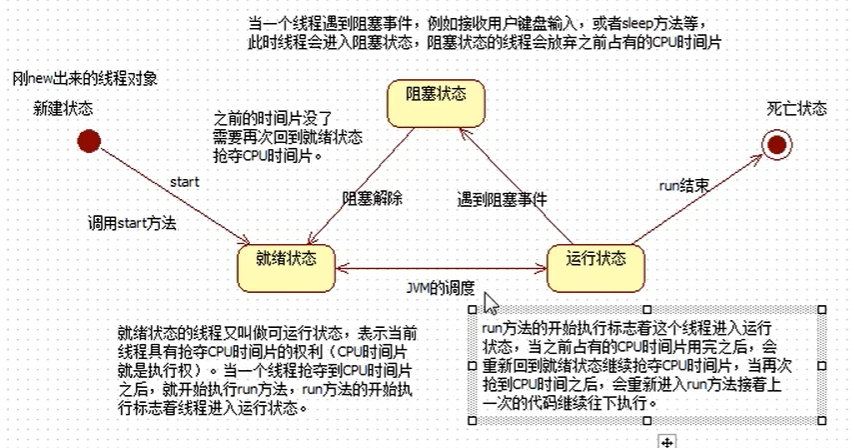 当一个线程遇到阻塞事件，例如接收用户键盘输入，或者sleep方法等，
此时线程会进入阻塞状态，阻塞状态的线程会放弃之前占有的CPU时间片
刚new出来的线程对象
新建状态
阻塞状态
死亡状态
之前的时间片没了
需要再次回到就绪状态
抢夺CPU时间片。
start
阻塞解除
遇到阻塞事件
run结束
调用start方法
就绪状态
运行状态
JVM的调度
就绪状态的线程又叫做可运行状态，表示当前
线程具有抢夺CPU时间片的权利（CPU时间片
就是执行权）。当一个线程抢夺到CPU时间片
之后，就开始执行run方法，run方法的开始执
行标志着线程进入运行状态。
run方法的开始执行标志着这个线程进入运行
状态，当之前占有的CPU时间片用完之后，会
重新回到就绪状态继续抢夺CPU时间片，当再次
抢到CPU时间之后，会重新进入run方法接着上
一次的代码继续往下执行。